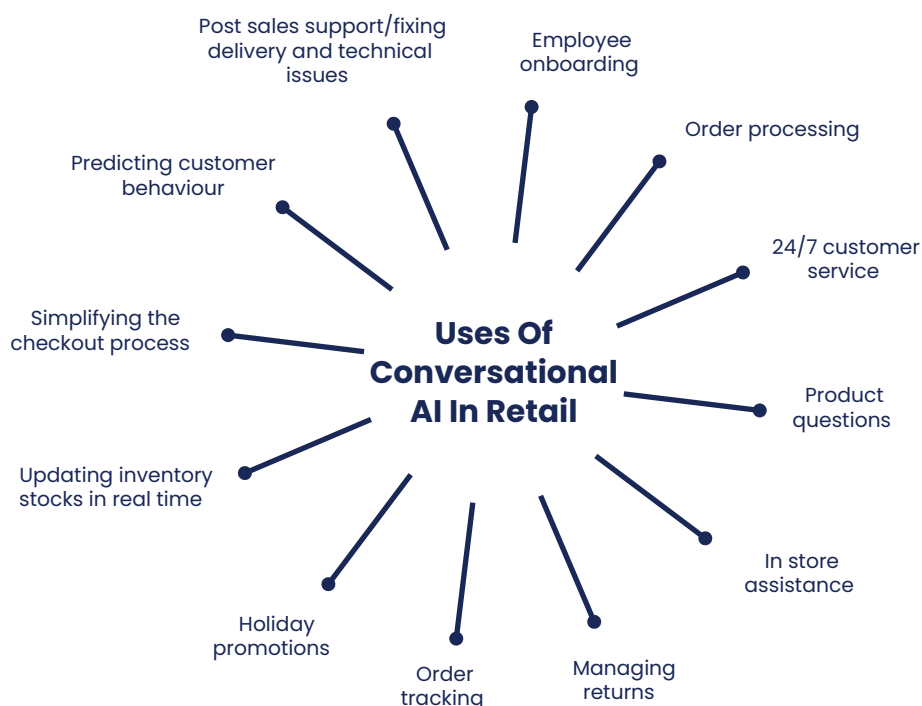 Post sales support/fixing
delivery and technical
issues
Employee
onboarding
Order processing
Predicting customer
behaviour
24/7 customer
service
Simplifying the
checkout process
Uses Of
Conversational
AI In Retail
Product
questions
Updating inventory
stocks in real time
In store
assistance
Holiday
promotions
Order
tracking
Managing
returns